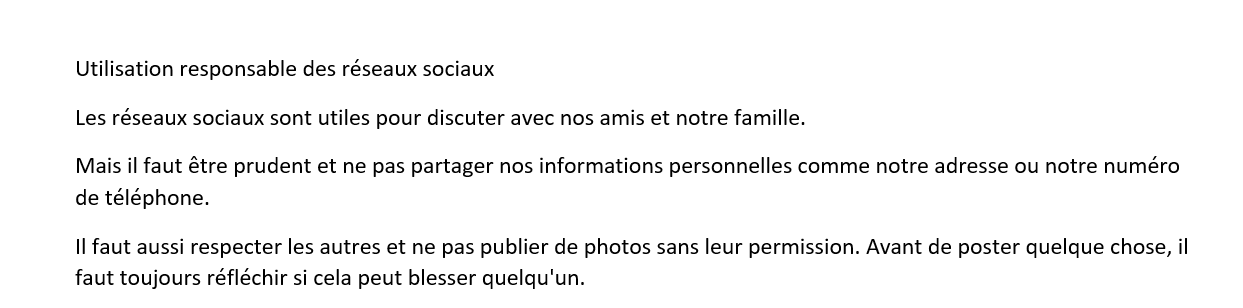 Utilisation responsable des réseaux sociaux
Les réseaux sociaux sont utiles pour discuter avec nos amis et notre famille.
Mais il faut être prudent et ne pas partager nos informations personnelles comme notre adresse ou notre numéro
de téléphone.
Il faut aussi respecter les autres et ne pas publier de photos sans leur permission. Avant de poster quelque chose, il
faut toujours réfléchir si cela peut blesser quelqu'un.